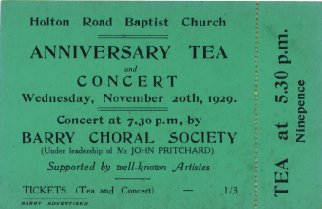 Holton Road Baptist Church
ANNIVERSARY TEA
and
CONCERT
Wednesday, November 20th, 1929.
Concert at 7.30 p.m, by
BARRY CHORAL SOCIETY
(Under leadership of Mr JOHN PRITCHARD)
Supported by well-known Artistes
TICKETS (Tea and Concert) — 1/3
BARRY ADVERTISER
TEA at 5.30 p.m.
Ninepence